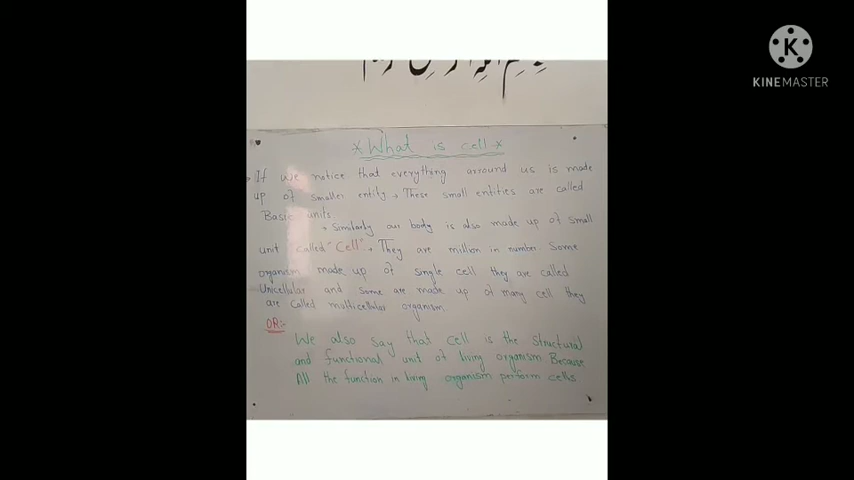 KINEMASTER
*What is cell*
If we notice that everything arround us is made
up of smaller entity → These small entities are called
Basic units.
→ Similarly our body is also made up of small
unit called "Cell" → They are million in number Some
organism made up of single cell they are called
Unicellular and some are made up of many cell they
are called multicellular organism.
OR:-
We also say that cell is the structural
and functional unit of living organism Because
All the function in living organism perform cells